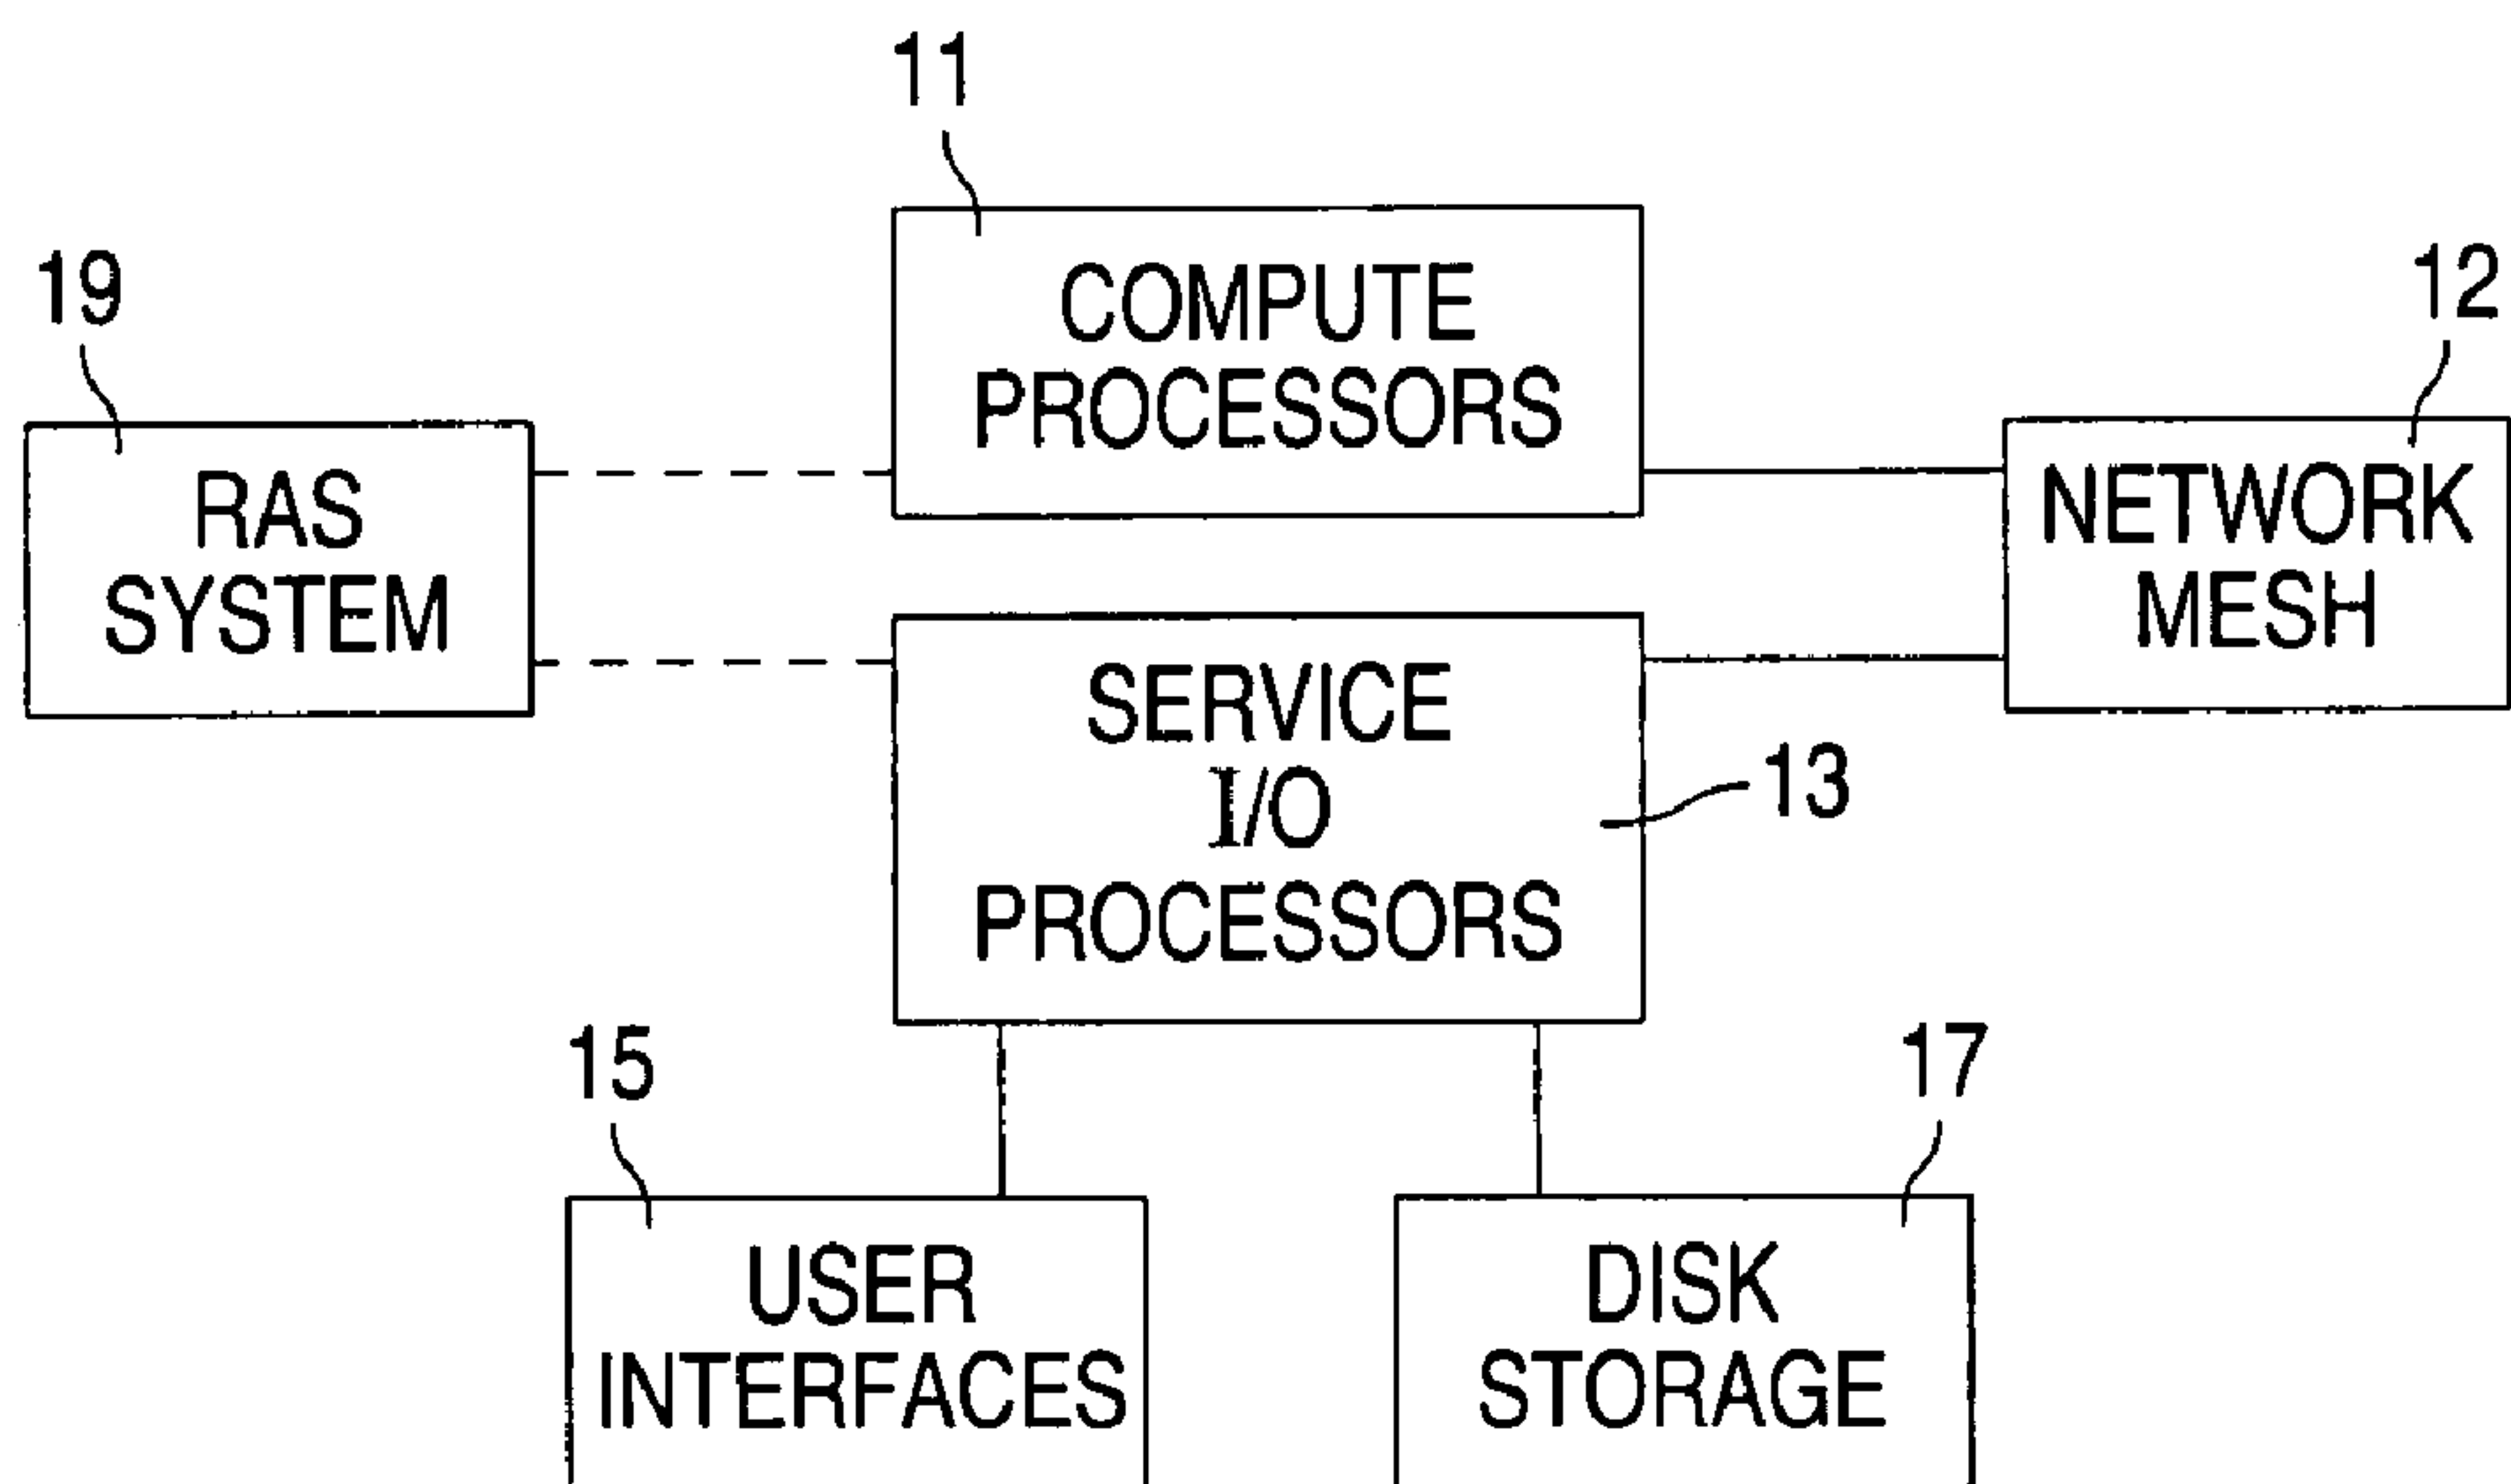 11
COMPUTE
PROCESSORS
19
RAS
SYSTEM
12
NETWORK
MESH
SERVICE
I/O
PROCESSORS
13
15
USER
INTERFACES
17
DISK
STORAGE